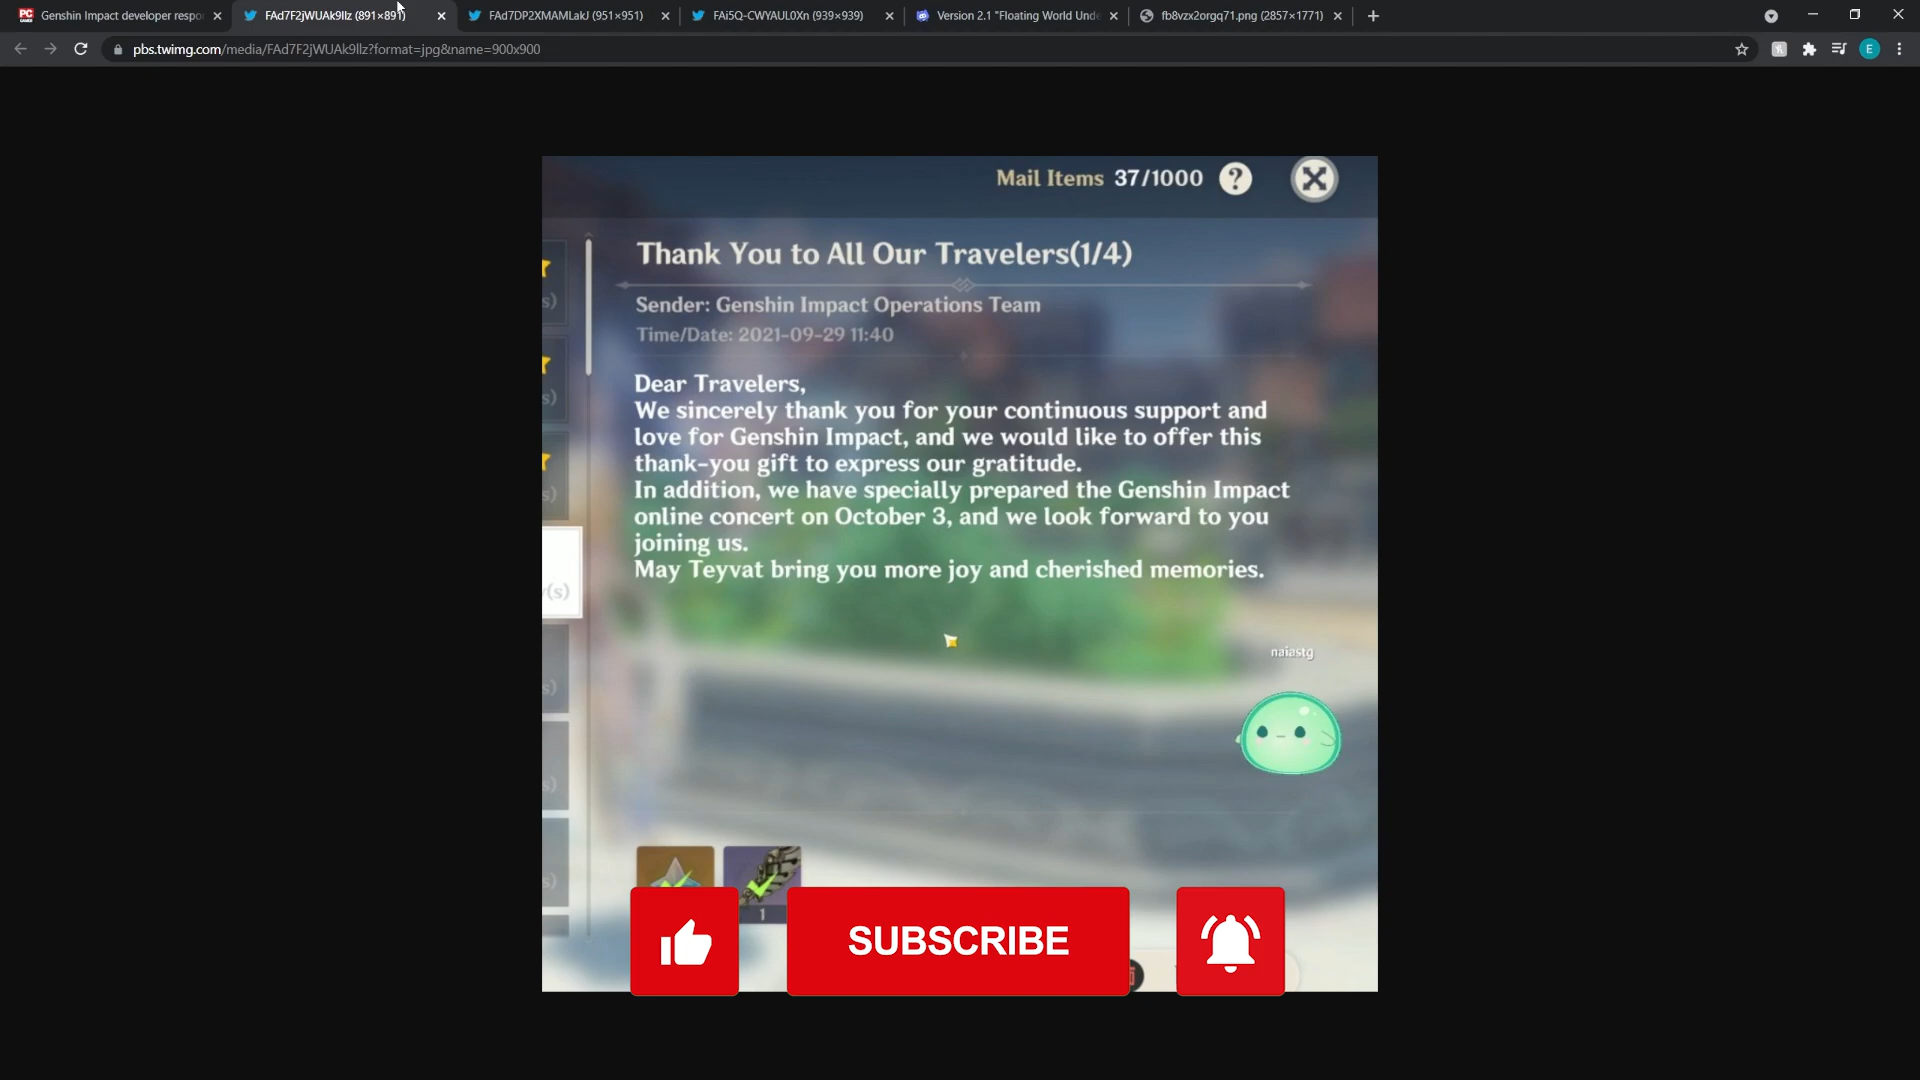 Genshin Impact developer respo
FAd7F2jWUAk9lIz (891×891)
FAd7DP2XMAMLakJ (951×951)
FAi5Q-CWYAUL0Xn (939×939)
Version 2.1 "Floating World Unde
fb8vzx2orgq71.png (2857×1771)
pbs.twimg.com/media/FAd7F2jWUAk9lIz?format=jpg&name=900x900
E
Mail Items 37/1000
Thank You to All Our Travelers(1/4)
Sender: Genshin Impact Operations Team
Time/Date: 2021-09-29 11:40
Dear Travelers,
We sincerely thank you for your continuous support and
love for Genshin Impact, and we would like to offer this
thank-you gift to express our gratitude.
In addition, we have specially prepared the Genshin Impact
online concert on October 3, and we look forward to you
joining us.
May Teyvat bring you more joy and cherished memories.
naiastg
1
SUBSCRIBE